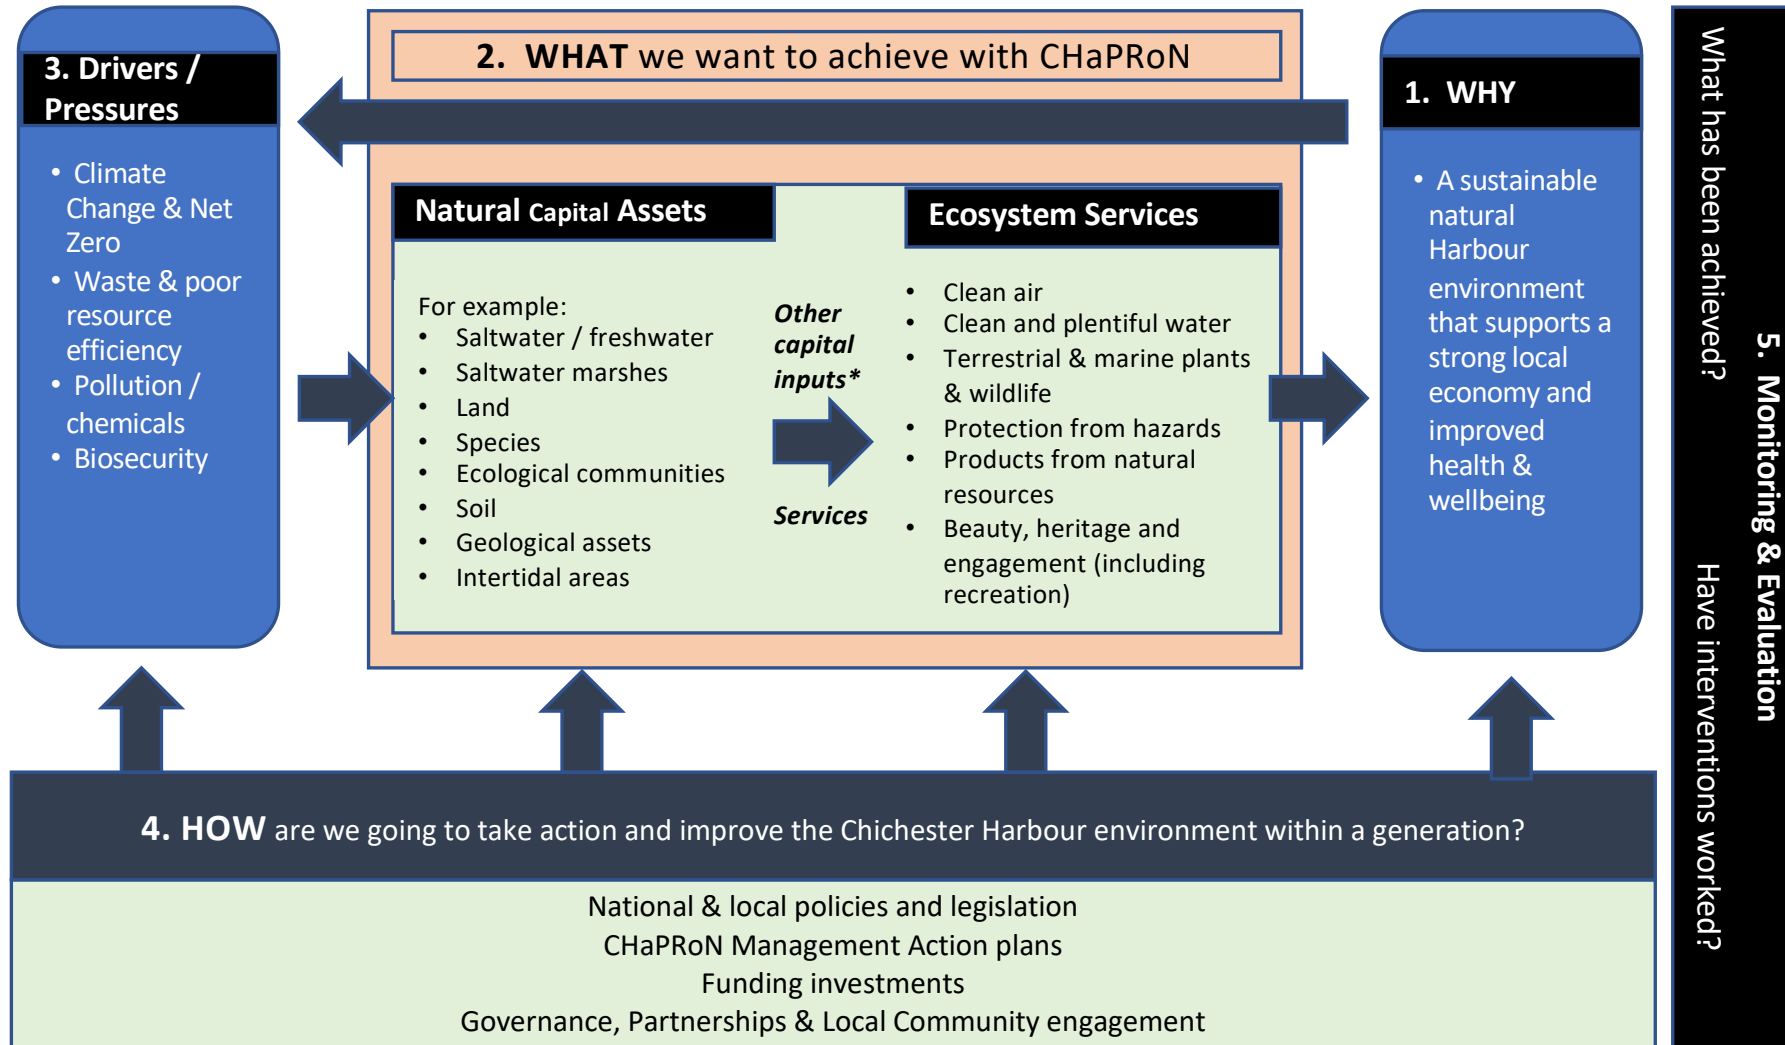 3. Drivers /
Pressures
• Climate
Change & Net
Zero
• Waste & poor
resource
efficiency
• Pollution /
chemicals
• Biosecurity
2. WHAT we want to achieve with CHaPRoN
Natural Capital Assets
For example:
• Saltwater / freshwater
• Saltwater marshes
• Land
• Species
• Ecological communities
• Soil
• Geological assets
• Intertidal areas
Other
capital
inputs*
Services
Ecosystem Services
• Clean air
• Clean and plentiful water
• Terrestrial & marine plants
& wildlife
• Protection from hazards
• Products from natural
resources
• Beauty, heritage and
engagement (including
recreation)
1. WHY
• A sustainable
natural
Harbour
environment
that supports a
strong local
economy and
improved
health &
wellbeing
4. HOW are we going to take action and improve the Chichester Harbour environment within a generation?
National & local policies and legislation
CHaPRoN Management Action plans
Funding investments
Governance, Partnerships & Local Community engagement
5. Monitoring & Evaluation
What has been achieved? Have interventions worked?